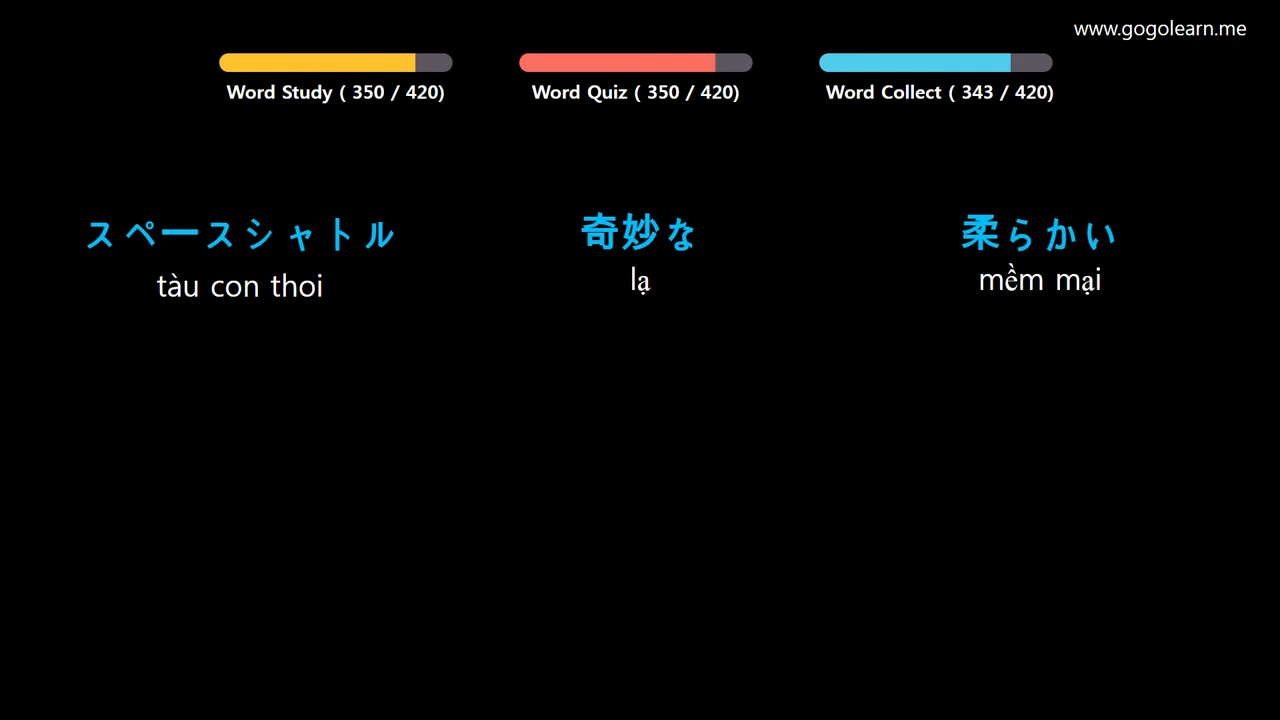 www.gogolearn.me
Word Study ( 350 / 420)
Word Quiz ( 350 / 420)
Word Collect ( 343 / 420)
スペースシャトル
tàu con thoi
奇妙な
lạ
柔らかい
mềm mại